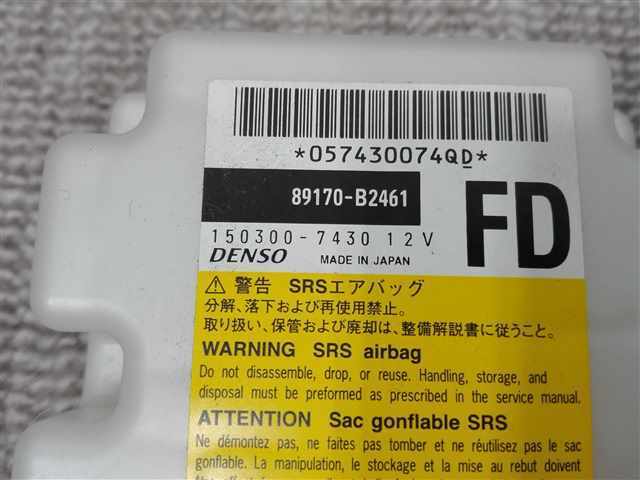 *057430074QD*
89170-B2461
FD
150300-7430 12V
DENSO MADE IN JAPAN
⚠ 警告 SRSエアバッグ
分解、落下および再使用禁止。
取り扱い、保管および廃却は、整備解説書に従うこと。
WARNING SRS airbag
Do not disassemble, drop, or reuse. Handling, storage, and
disposal must be preformed as prescribed in the service manual.
ATTENTION Sac gonflable SRS
Ne démontez pas, ne faites pas tomber et ne réutilisez pas le sac
gonflable. La manipulation, le stockage et la mise au rebut doivent